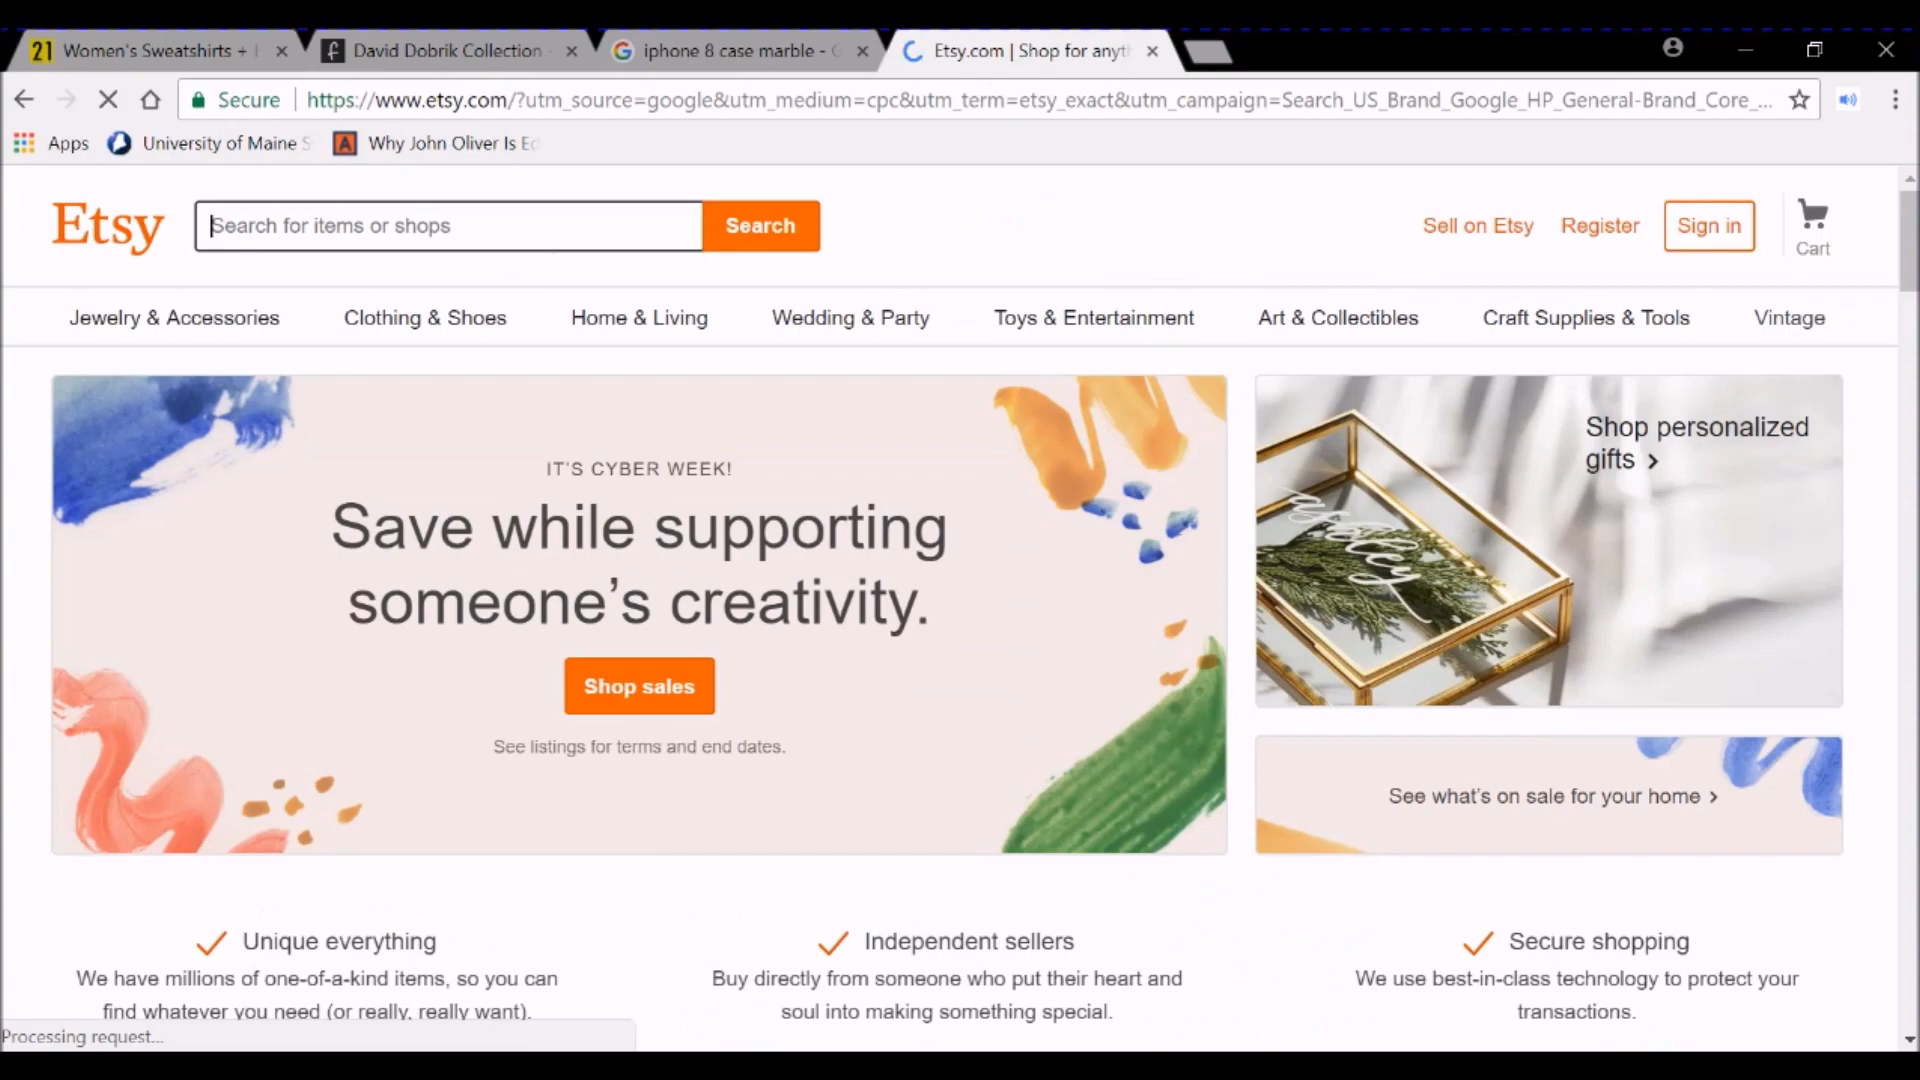 21 Women's Sweatshirts +
David Dobrik Collection
iphone 8 case marble -
Etsy.com | Shop for anyth
Secure
https://www.etsy.com/?utm_source=google&utm_medium=cpc&utm_term=etsy_exact&utm_campaign=Search_US_Brand_Google_HP_General-Brand_Core_...
Apps
University of Maine
Why John Oliver Is
Etsy
Search for items or shops
Search
Sell on Etsy
Register
Sign in
Cart
Jewelry & Accessories
Clothing & Shoes
Home & Living
Wedding & Party
Toys & Entertainment
Art & Collectibles
Craft Supplies & Tools
Vintage
IT'S CYBER WEEK!
Save while supporting
someone’s creativity.
Shop sales
See listings for terms and end dates.
Shop personalized
gifts >
ashley
See what's on sale for your home >
Unique everything
We have millions of one-of-a-kind items, so you can
find whatever you need (or really, really want).
Independent sellers
Buy directly from someone who put their heart and
soul into making something special.
Secure shopping
We use best-in-class technology to protect your
transactions.
Processing request...